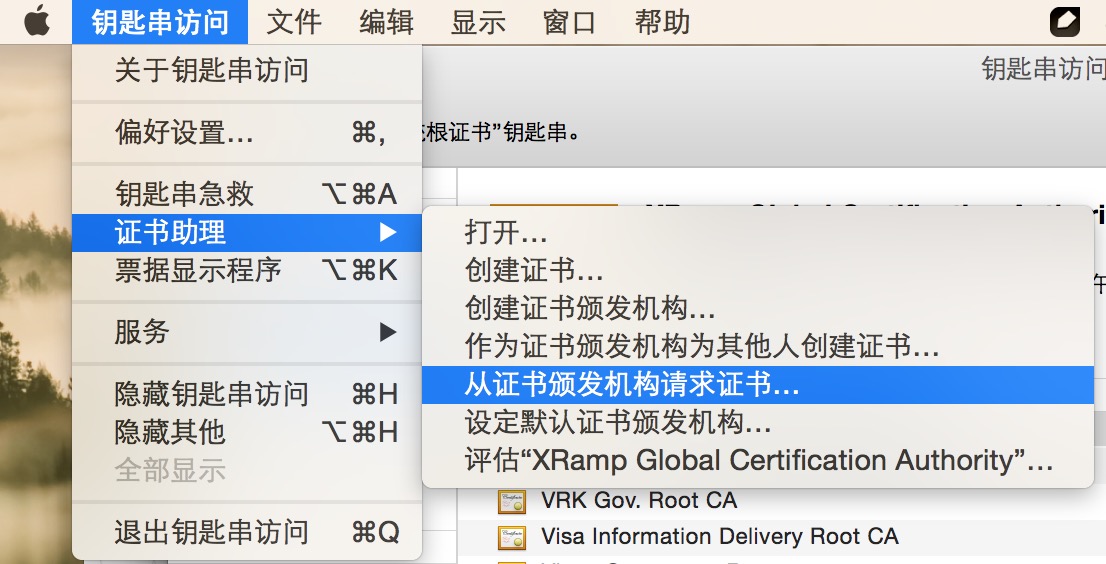 钥匙串访问 文件 编辑 显示 窗口 帮助
钥匙串访问
关于钥匙串访问
偏好设置... ⌘,
根证书”钥匙串。
钥匙串急救 ⌥⌘A
证书助理 ▶
票据显示程序 ⌥⌘K
服务 ▶
隐藏钥匙串访问 ⌘H
隐藏其他 ⌥⌘H
全部显示
退出钥匙串访问 ⌘Q
打开...
创建证书...
创建证书颁发机构...
作为证书颁发机构为其他人创建证书...
从证书颁发机构请求证书...
设定默认证书颁发机构...
评估“XRamp Global Certification Authority”...
VRK Gov. Root CA
Visa Information Delivery Root CA